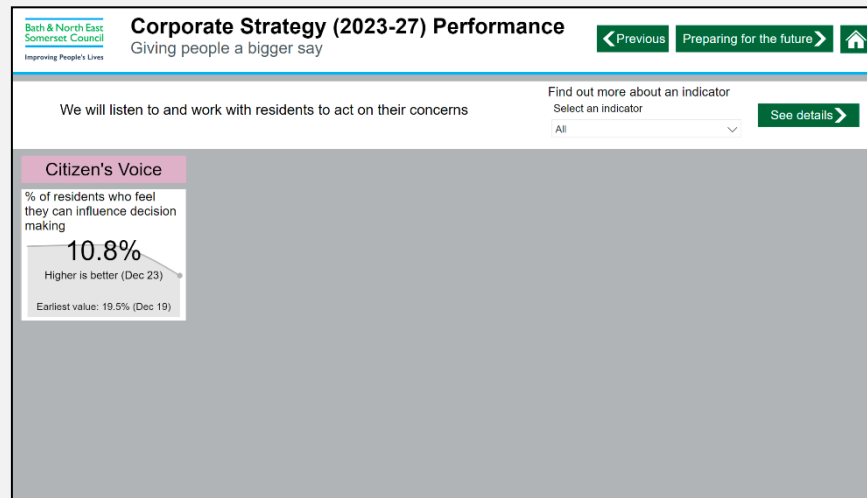 Bath & North East
Somerset Council
Improving People's Lives
Corporate Strategy (2023-27) Performance
Giving people a bigger say
Previous
Preparing for the future
We will listen to and work with residents to act on their concerns
Find out more about an indicator
Select an indicator
All
See details
Citizen's Voice
% of residents who feel
they can influence decision
making
10.8%
Higher is better (Dec 23)
Earliest value: 19.5% (Dec 19)